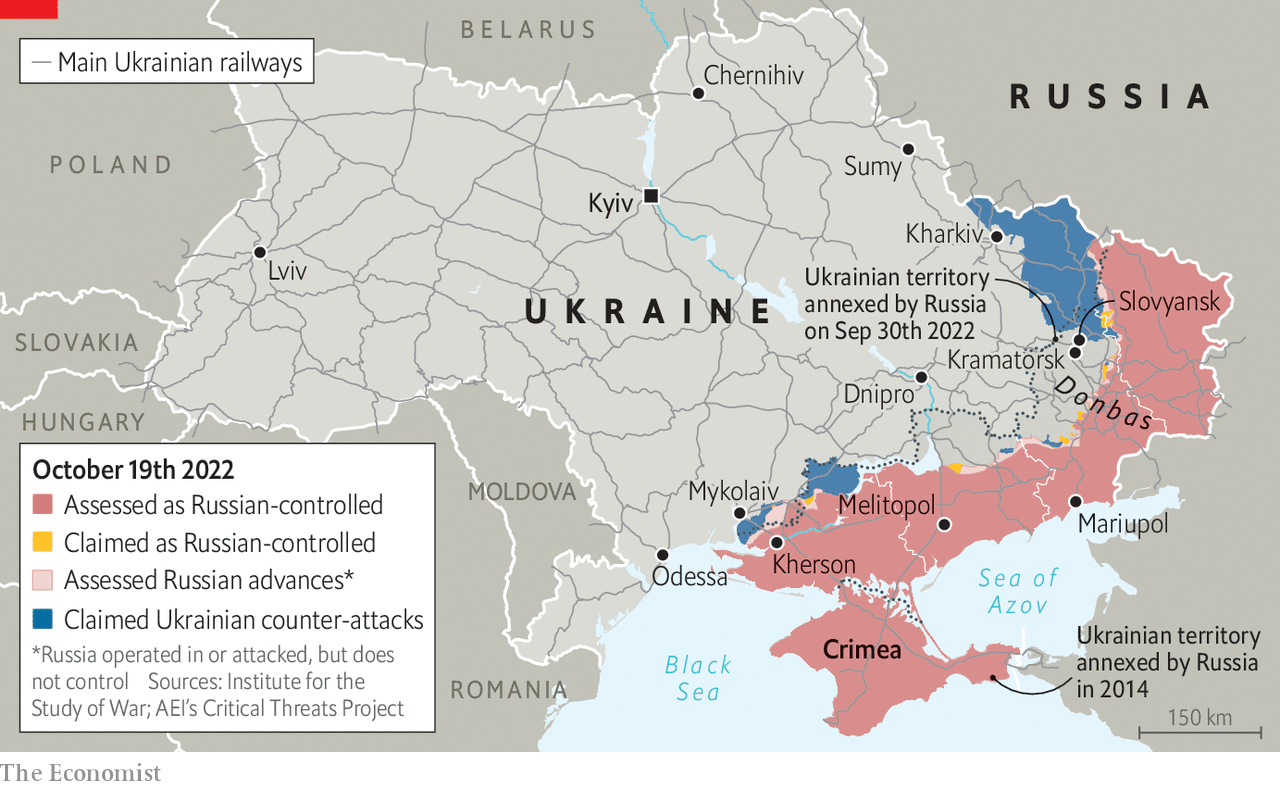 BELARUS
— Main Ukrainian railways
Chernihiv
RUSSIA
POLAND
Sumy
Kyiv
Kharkiv
Lviv
Ukrainian territory
annexed by Russia
on Sep 30th 2022
Slovyansk
UKRAINE
SLOVAKIA
Kramatorsk
Dnipro
Donbas
HUNGARY
October 19th 2022
Assessed as Russian-controlled
Claimed as Russian-controlled
Assessed Russian advances*
Claimed Ukrainian counter-attacks
*Russia operated in or attacked, but does
not control Sources: Institute for the
Study of War; AEI’s Critical Threats Project
MOLDOVA
Mykolaiv
Melitopol
Mariupol
Kherson
Odessa
Sea of
Azov
Crimea
Black
Sea
Ukrainian territory
annexed by Russia
in 2014
ROMANIA
150 km
The Economist